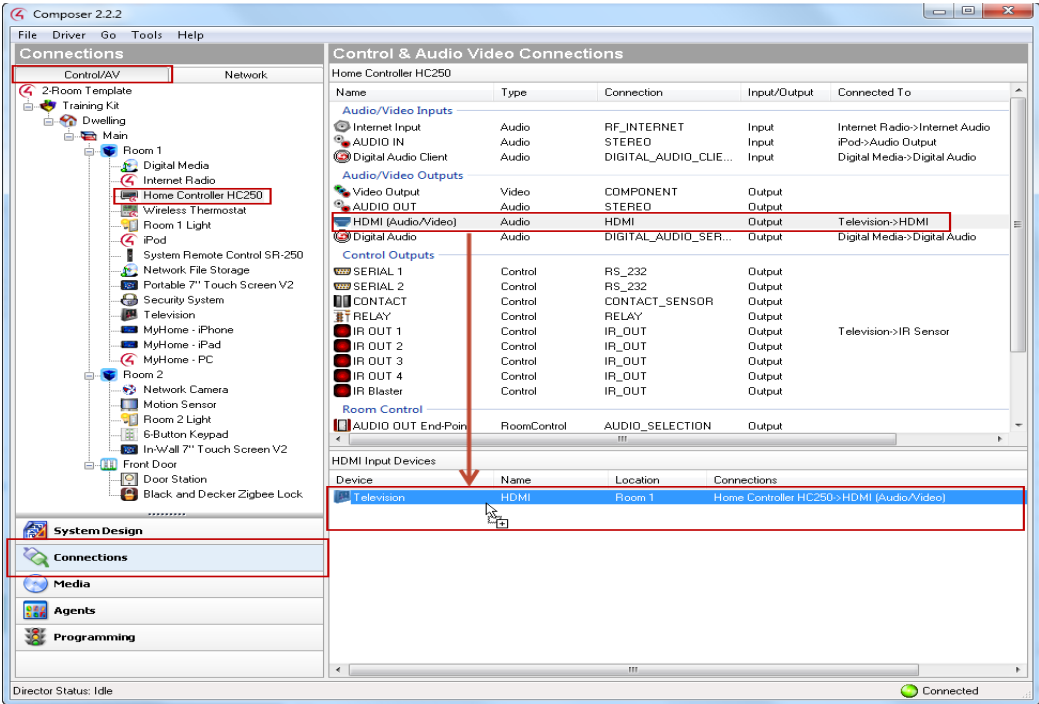 Composer 2.2.2
File Driver Go Tools Help
Connections
Control/AV Network
2-Room Template
Training Kit
Dwelling
Main
Room 1
Digital Media
Internet Radio
Home Controller HC250
Wireless Thermostat
Room 1 Light
iPod
System Remote Control SR-250
Network File Storage
Portable 7" Touch Screen V2
Security System
Television
MyHome - iPhone
MyHome - iPad
MyHome - PC
Room 2
Network Camera
Motion Sensor
Room 2 Light
6-Button Keypad
In-Wall 7" Touch Screen V2
Front Door
Door Station
Black and Decker Zigbee Lock
System Design
Connections
Media
Agents
Programming
Control & Audio Video Connections
Home Controller HC250
Name Type Connection Input/Output Connected To
Audio/Video Inputs
Internet Input Audio RF_INTERNET Input Internet Radio->Internet Audio
AUDIO IN Audio STEREO Input iPod->Audio Output
Digital Audio Client Audio DIGITAL_AUDIO_CLIE... Input Digital Media->Digital Audio
Audio/Video Outputs
Video Output Video COMPONENT Output
AUDIO OUT Audio STEREO Output
HDMI (Audio/Video) Audio HDMI Output Television->HDMI
Digital Audio Audio DIGITAL_AUDIO_SER... Output Digital Media->Digital Audio
Control Outputs
SERIAL 1 Control RS_232 Output
SERIAL 2 Control RS_232 Output
CONTACT Control CONTACT_SENSOR Output
RELAY Control RELAY Output
IR OUT 1 Control IR_OUT Output Television->IR Sensor
IR OUT 2 Control IR_OUT Output
IR OUT 3 Control IR_OUT Output
IR OUT 4 Control IR_OUT Output
IR Blaster Control IR_OUT Output
Room Control
AUDIO OUT End-Poin RoomControl AUDIO_SELECTION Output
HDMI Input Devices
Device Name Location Connections
Television HDMI Room 1 Home Controller HC250->HDMI (Audio/Video)
Director Status: Idle Connected